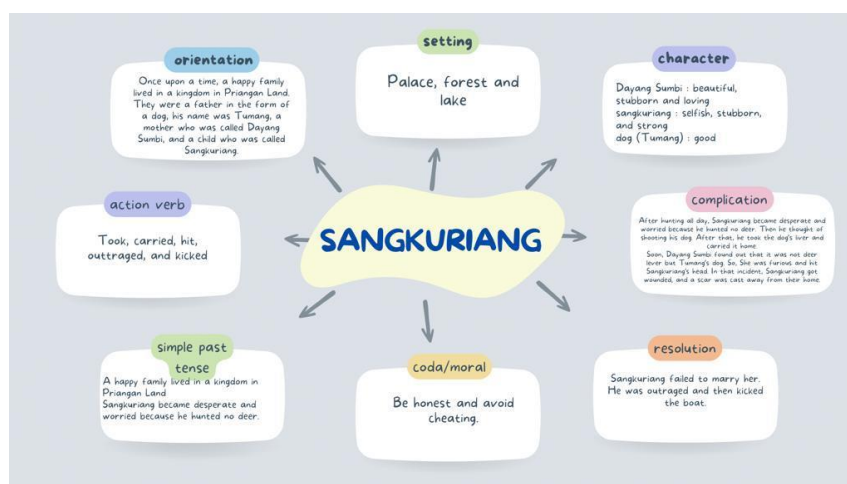 orientation
Once upon a time, a happy family
lived in a kingdom in Priangan Land.
They were a father in the form of
a dog, his name was Tumang, a
mother who was called Dayang
Sumbi, and a child who was called
Sangkuriang.
setting
Palace, forest and
lake
character
Dayang Sumbi : beautiful,
stubborn and loving
sangkuriang : selfish, stubborn,
and strong
dog (Tumang) : good
action verb
Took, carried, hit,
outtraged, and kicked
SANGKURIANG
complication
After hunting all day, Sangkuriang became desperate and
worried because he hunted no deer. Then he thought of
shooting his dog. After that, he took the dog's liver and
carried it home
Soon, Dayang Sumbi found out that it was not deer
lever but Tumang's dog. So, She was furious and hit
Sangkuriang's head. In that incident, Sangkuriang got
wounded, and a scar was cast away from their home
simple past
tense
A happy family lived in a kingdom in
Priangan Land
Sangkuriang became desperate and
worried because he hunted no deer.
coda/moral
Be honest and avoid
cheating.
resolution
Sangkuriang failed to marry her.
He was outraged and then kicked
the boat.